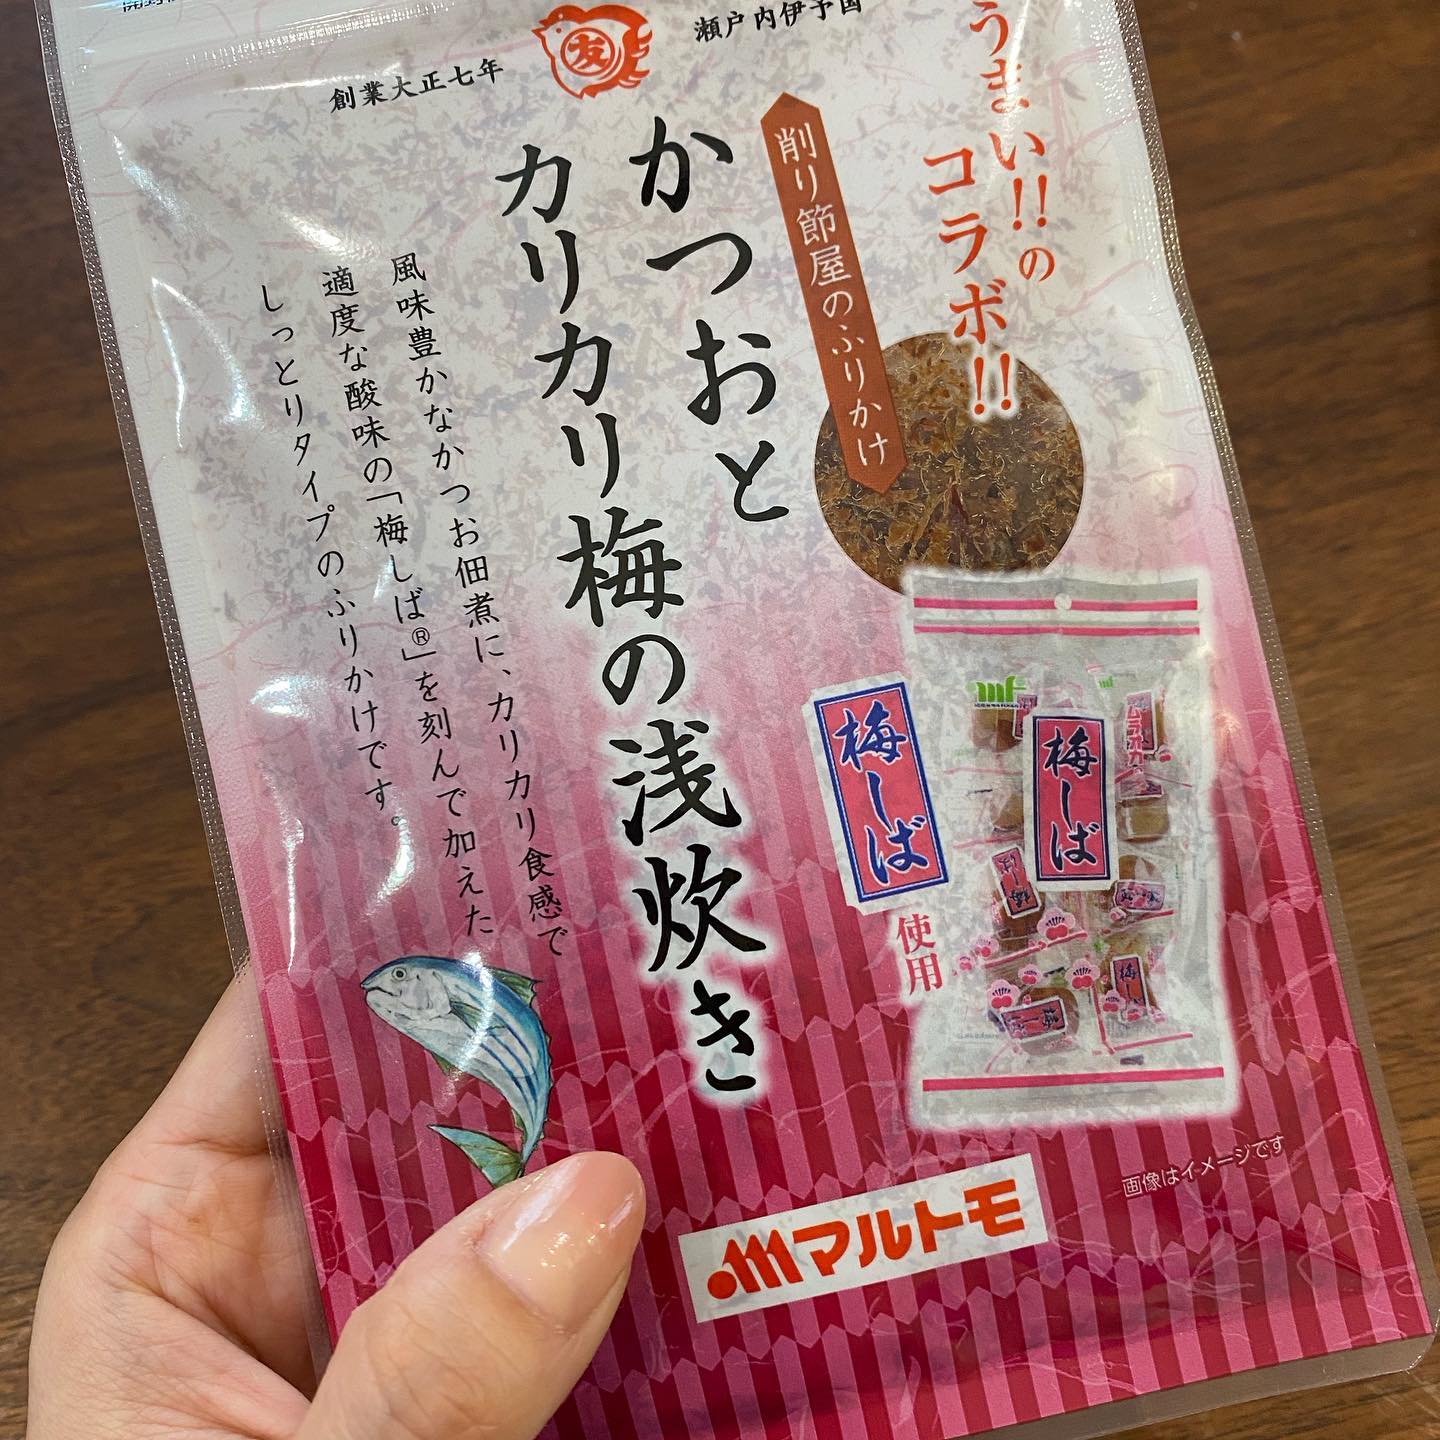 創業大正七年
友
瀬戸内伊予国
うまい!!の
コラボ!!
削り節屋のふりかけ
かつおと
カリカリ梅の浅炊き
風味豊かなかつお佃煮に、カリカリ食感で
適度な酸味の「梅しば®」を刻んで加えた
しっとりタイプのふりかけです。
梅しば
使用
mf
梅しば
梅しば
画像はイメージです
マルトモ